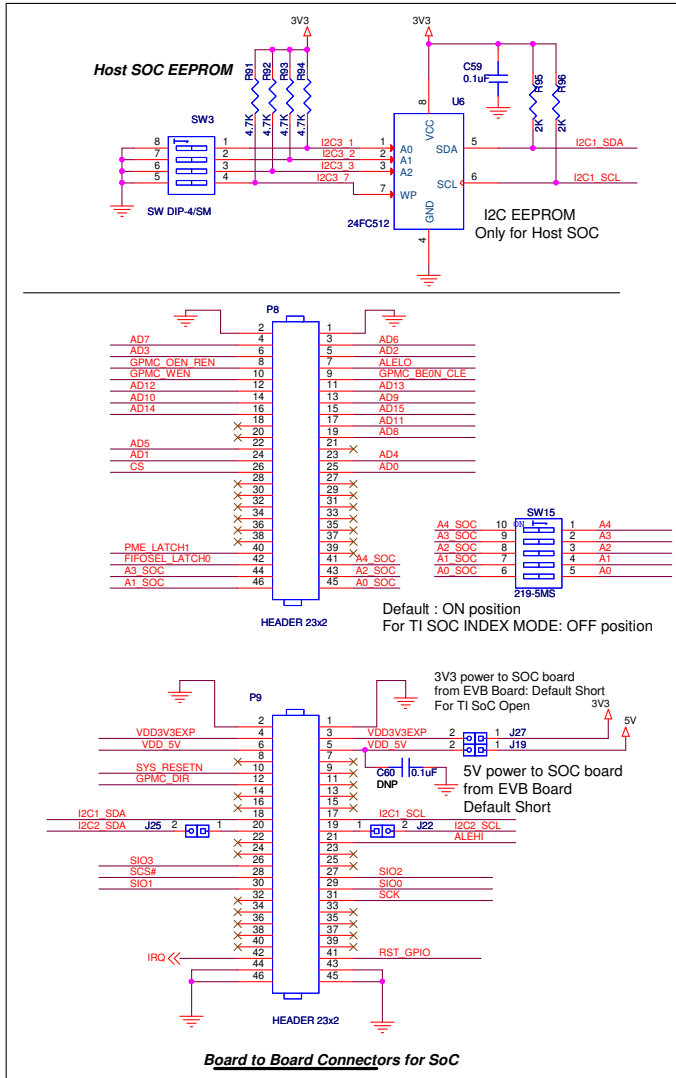 3V3
3V3
Host SOC EEPROM
R91
R92
R93
R94
4.7K
4.7K
4.7K
4.7K
C59
0.1uF
R95
R96
2K
2K
U6
SW3
8 1 I2C3_1 1 A0
7 2 I2C3_2 2 A1
6 3 I2C3_3 3 A2
5 4 I2C3_7 7 WP
8 VCC
SDA 5 I2C1_SDA
SCL 6 I2C1_SCL
GND 4
SW DIP-4/SM
24FC512
I2C EEPROM
Only for Host SOC
P8
2 1
AD7 4 3 AD6
AD3 6 5 AD2
GPMC_OEN_REN 8 7 ALELO
GPMC_WEN 10 9 GPMC_BE0N_CLE
AD12 12 11 AD13
AD10 14 13 AD9
AD14 16 15 AD15
18 17 AD11
20 19 AD8
AD5 22 21
AD1 24 23 AD4
CS 26 25 AD0
28 27
30 29
32 31
34 33
36 35
38 37
PME_LATCH1 40 39
FIFOSEL_LATCH0 42 41 A4_SOC
A3_SOC 44 43 A2_SOC
A1_SOC 46 45 A0_SOC
HEADER 23x2
SW15
ON
A4_SOC 10 1 A4
A3_SOC 9 2 A3
A2_SOC 8 3 A2
A1_SOC 7 4 A1
A0_SOC 6 5 A0
219-5MS
Default : ON position
For TI SOC INDEX MODE: OFF position
3V3 power to SOC board
from EVB Board: Default Short
For TI SoC Open
3V3
5V
P9
2 1
VDD3V3EXP 4 3 VDD3V3EXP 2 1 J27
VDD_5V 6 5 VDD_5V 2 1 J19
8 7
SYS_RESETN 10 9
GPMC_DIR 12 11
14 13
16 15
I2C1_SDA 18 17 I2C1_SCL
I2C2_SDA J25 2 1 20 19 1 2 J22 I2C2_SCL
22 21 ALEHI
24 23
SIO3 26 25
SCS# 28 27 SIO2
SIO1 30 29 SIO0
32 31 SCK
34 33
36 35
38 37
40 39
IRQ 42 41 RST_GPIO
44 43
46 45
C60 0.1uF
DNP
5V power to SOC board
from EVB Board
Default Short
HEADER 23x2
Board to Board Connectors for SoC